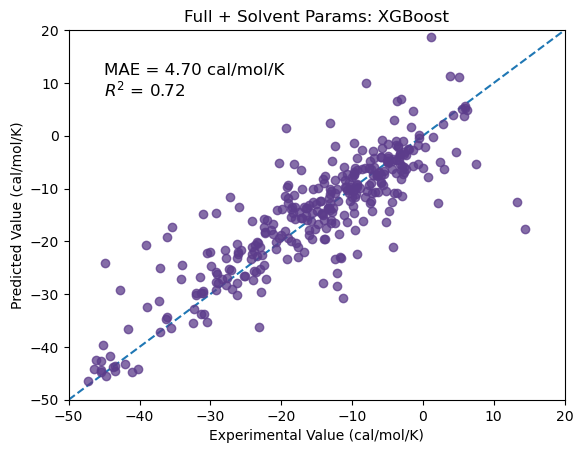 Full + Solvent Params: XGBoost
MAE = 4.70 cal/mol/K
R² = 0.72
Predicted Value (cal/mol/K)
20
10
0
−10
−20
−30
−40
−50
−50 −40 −30 −20 −10 0 10 20
Experimental Value (cal/mol/K)